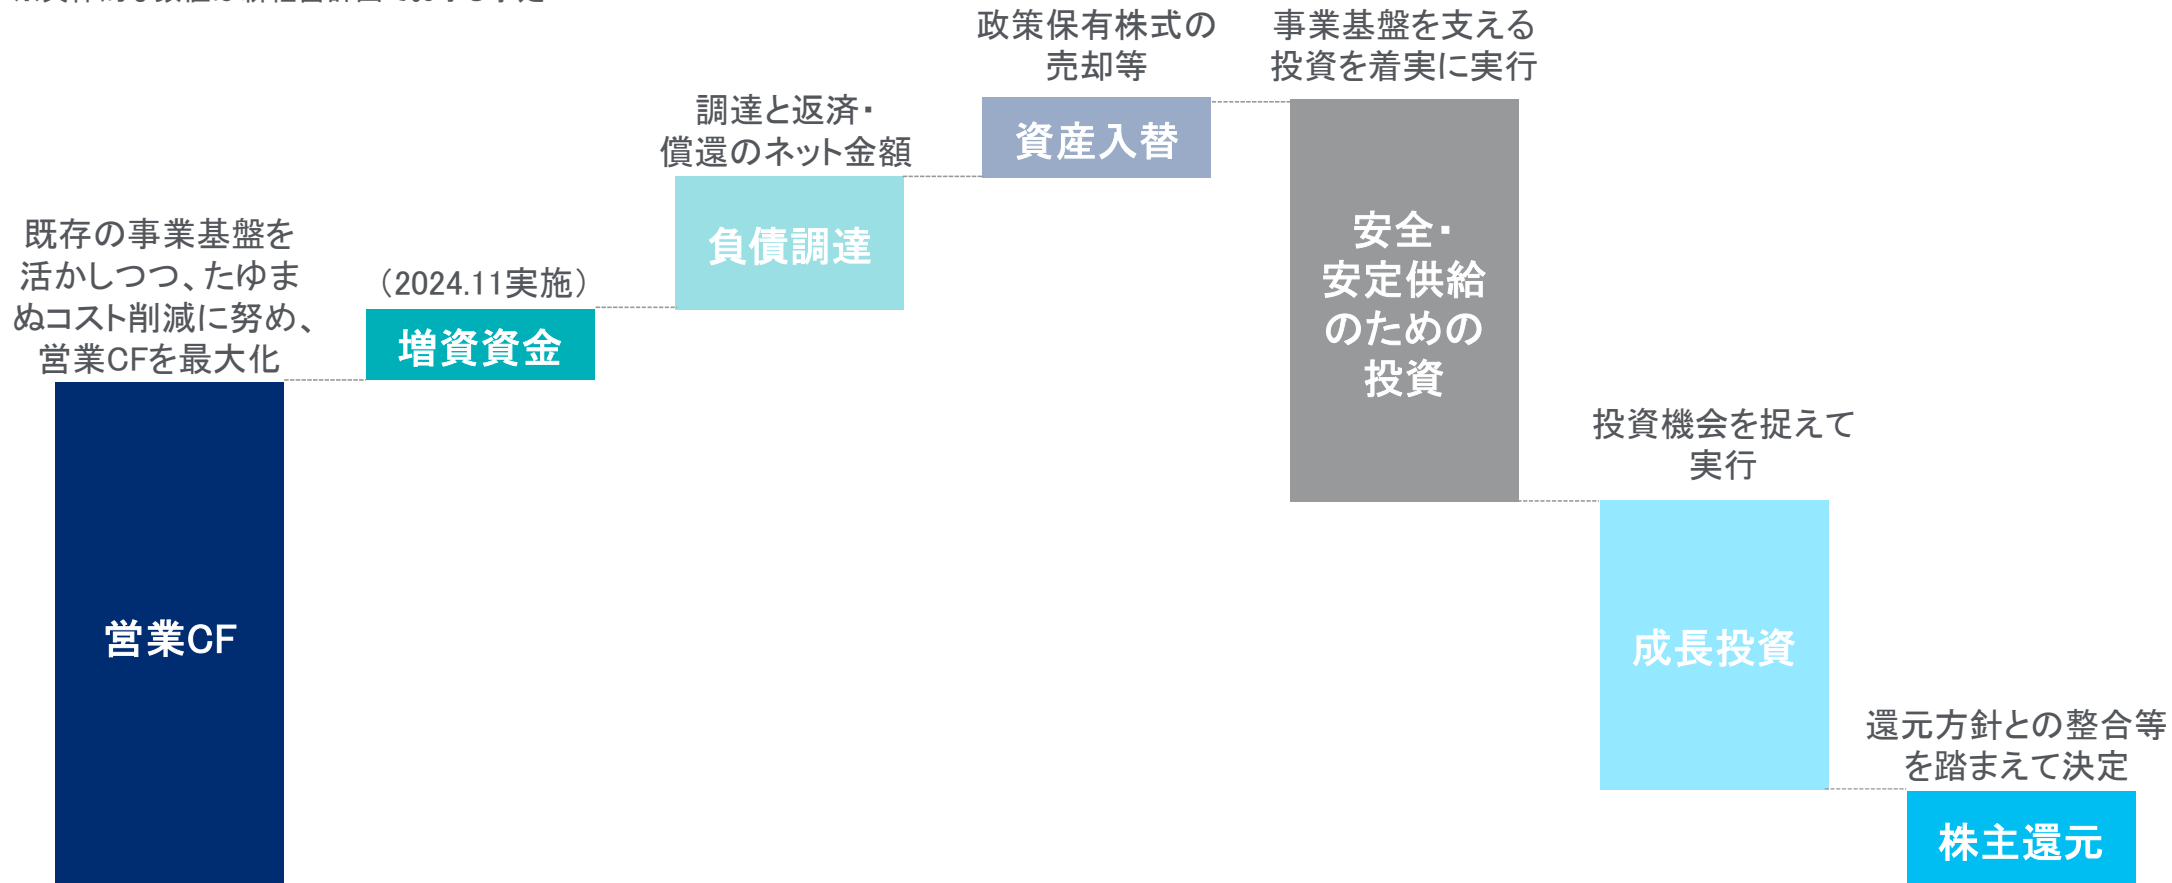 政策保有株式の
売却等
事業基盤を支える
投資を着実に実行
調達と返済・
償還のネット金額
資産入替
既存の事業基盤を
活かしつつ、たゆま
ぬコスト削減に努め、
営業CFを最大化
（2024.11実施）
負債調達
安全・
安定供給
のための
投資
増資資金
投資機会を捉えて
実行
営業CF
成長投資
還元方針との整合等
を踏まえて決定
株主還元